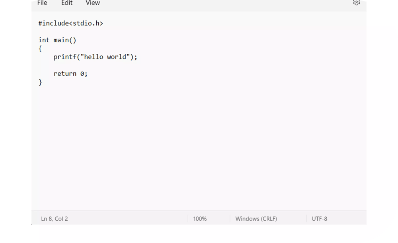 File Edit View
#include<stdio.h>
int main()
{
printf("hello world");
return 0;
}
Ln 8, Col 2 100% Windows (CRLF) UTF-8